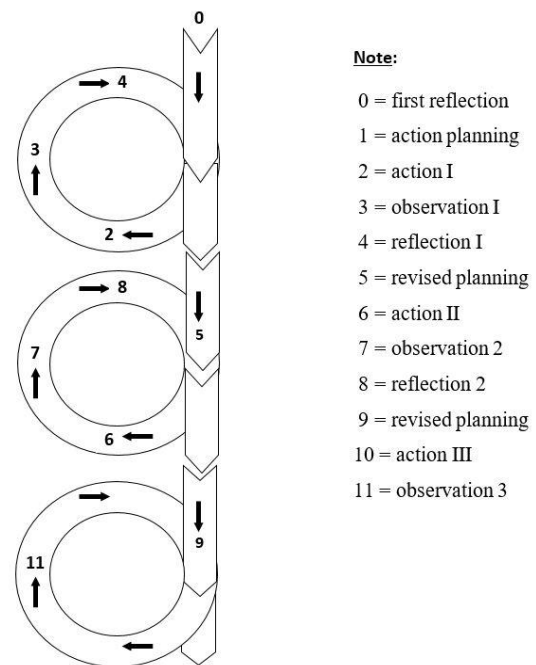 0
4
3
2
8
5
7
6
9
11
Note:
0 = first reflection
1 = action planning
2 = action I
3 = observation I
4 = reflection I
5 = revised planning
6 = action II
7 = observation 2
8 = reflection 2
9 = revised planning
10 = action III
11 = observation 3